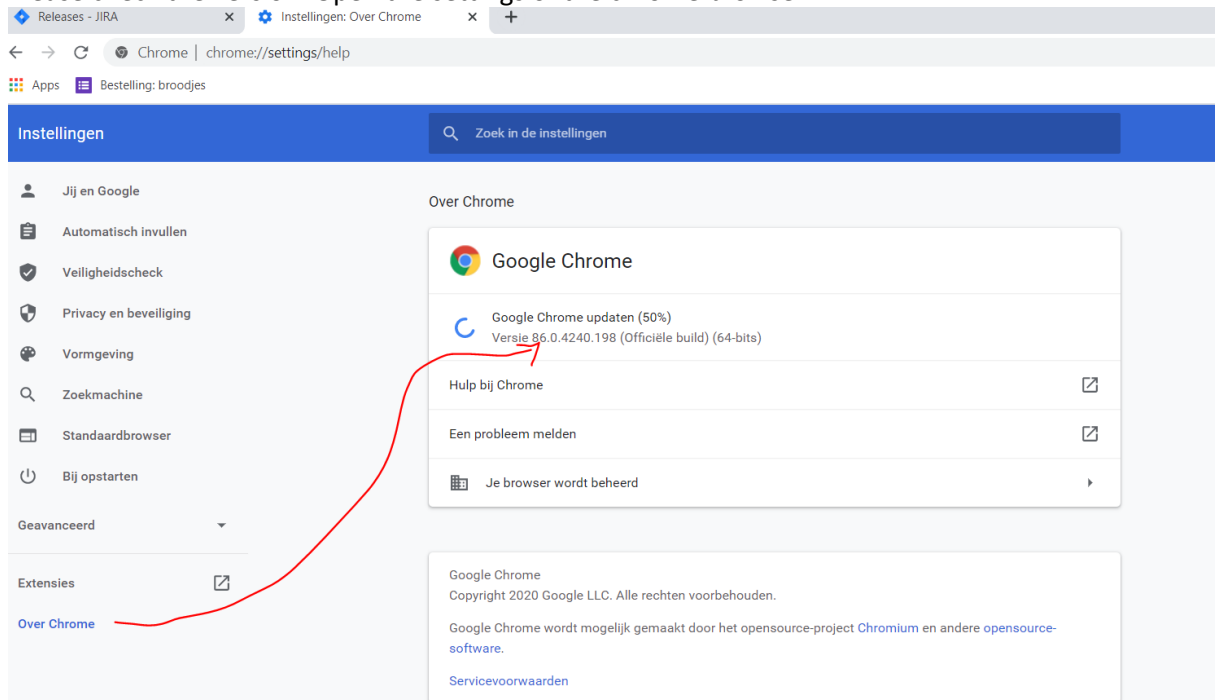 Releases - JIRA
Instellingen: Over Chrome
Chrome | chrome://settings/help
Apps
Bestelling: broodjes
Instellingen
Zoek in de instellingen
Jij en Google
Automatisch invullen
Veiligheidscheck
Privacy en beveiliging
Vormgeving
Zoekmachine
Standaardbrowser
Bij opstarten
Geavanceerd
Extensies
Over Chrome
Over Chrome
Google Chrome
Google Chrome updaten (50%)
Versie 86.0.4240.198 (Officiële build) (64-bits)
Hulp bij Chrome
Een probleem melden
Je browser wordt beheerd
Google Chrome
Copyright 2020 Google LLC. Alle rechten voorbehouden.
Google Chrome wordt mogelijk gemaakt door het opensource-project Chromium en andere opensource-
software.
Servicevoorwaarden